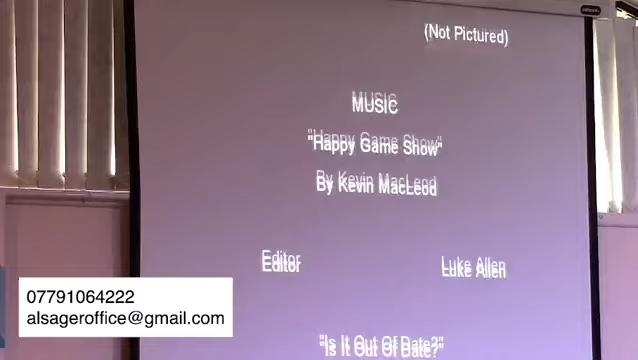 (Not Pictured)
MUSIC
"Happy Game Show"
By Kevin MacLeod
Editor Luke Allen
"Is It Out Of Date?"
07791064222
alsageroffice@gmail.com